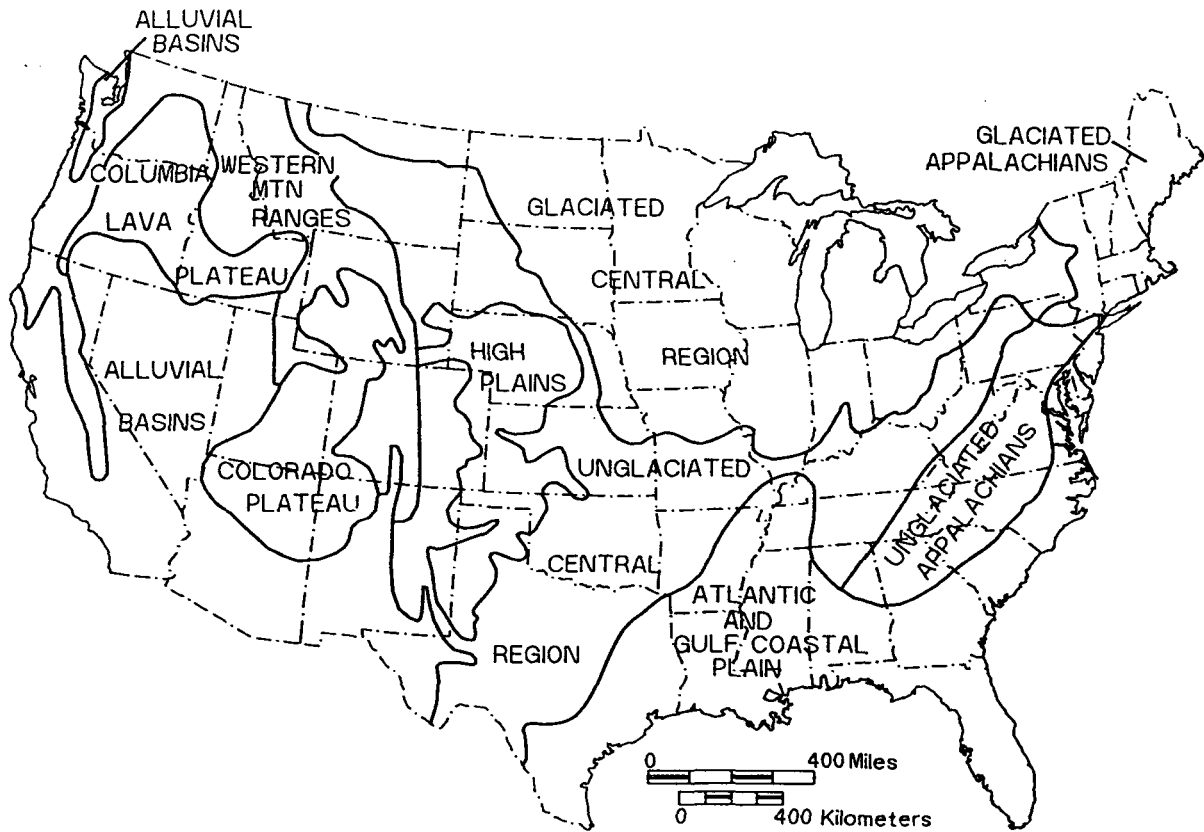 ALLUVIAL
BASINS
GLACIATED
APPALACHIANS
COLUMBIA
LAVA
PLATEAU
WESTERN
MTN
RANGES
GLACIATED
CENTRAL
REGION
HIGH
PLAINS
ALLUVIAL
BASINS
COLORADO
PLATEAU
UNGLACIATED
CENTRAL
REGION
UNGLACIATED
APPALACHIANS
ATLANTIC
AND
GULF COASTAL
PLAIN
0 400 Miles
0 400 Kilometers